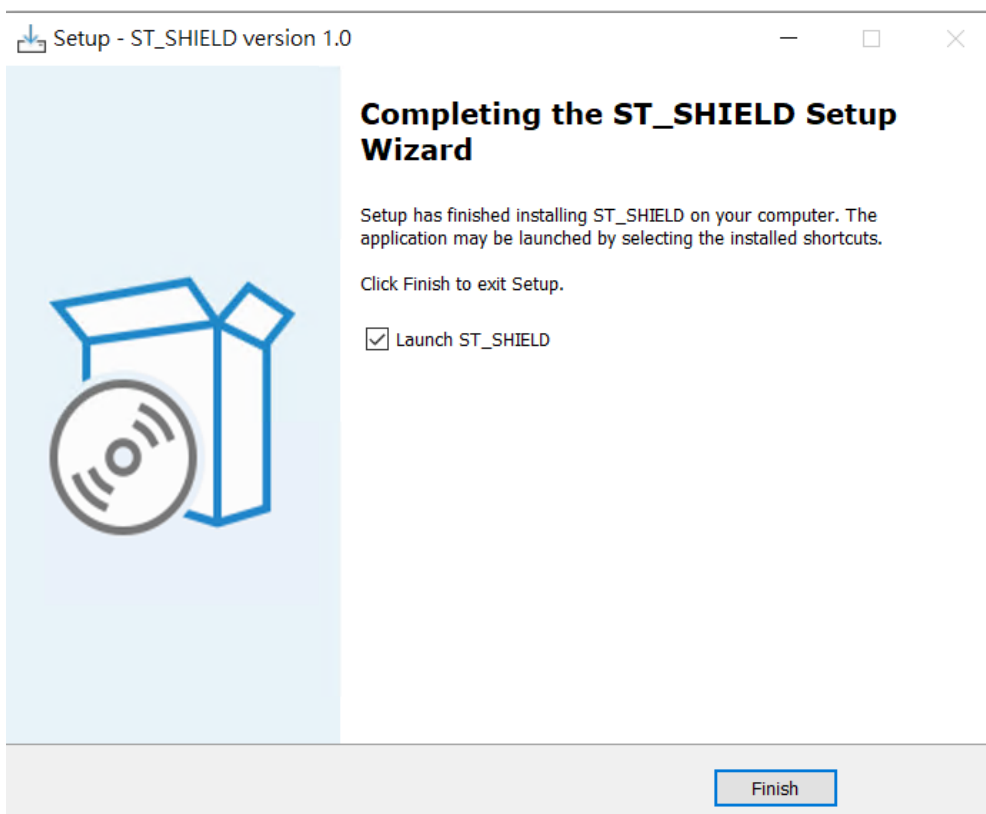 Setup - ST_SHIELD version 1.0
Completing the ST_SHIELD Setup
Wizard
Setup has finished installing ST_SHIELD on your computer. The
application may be launched by selecting the installed shortcuts.
Click Finish to exit Setup.
Launch ST_SHIELD
Finish